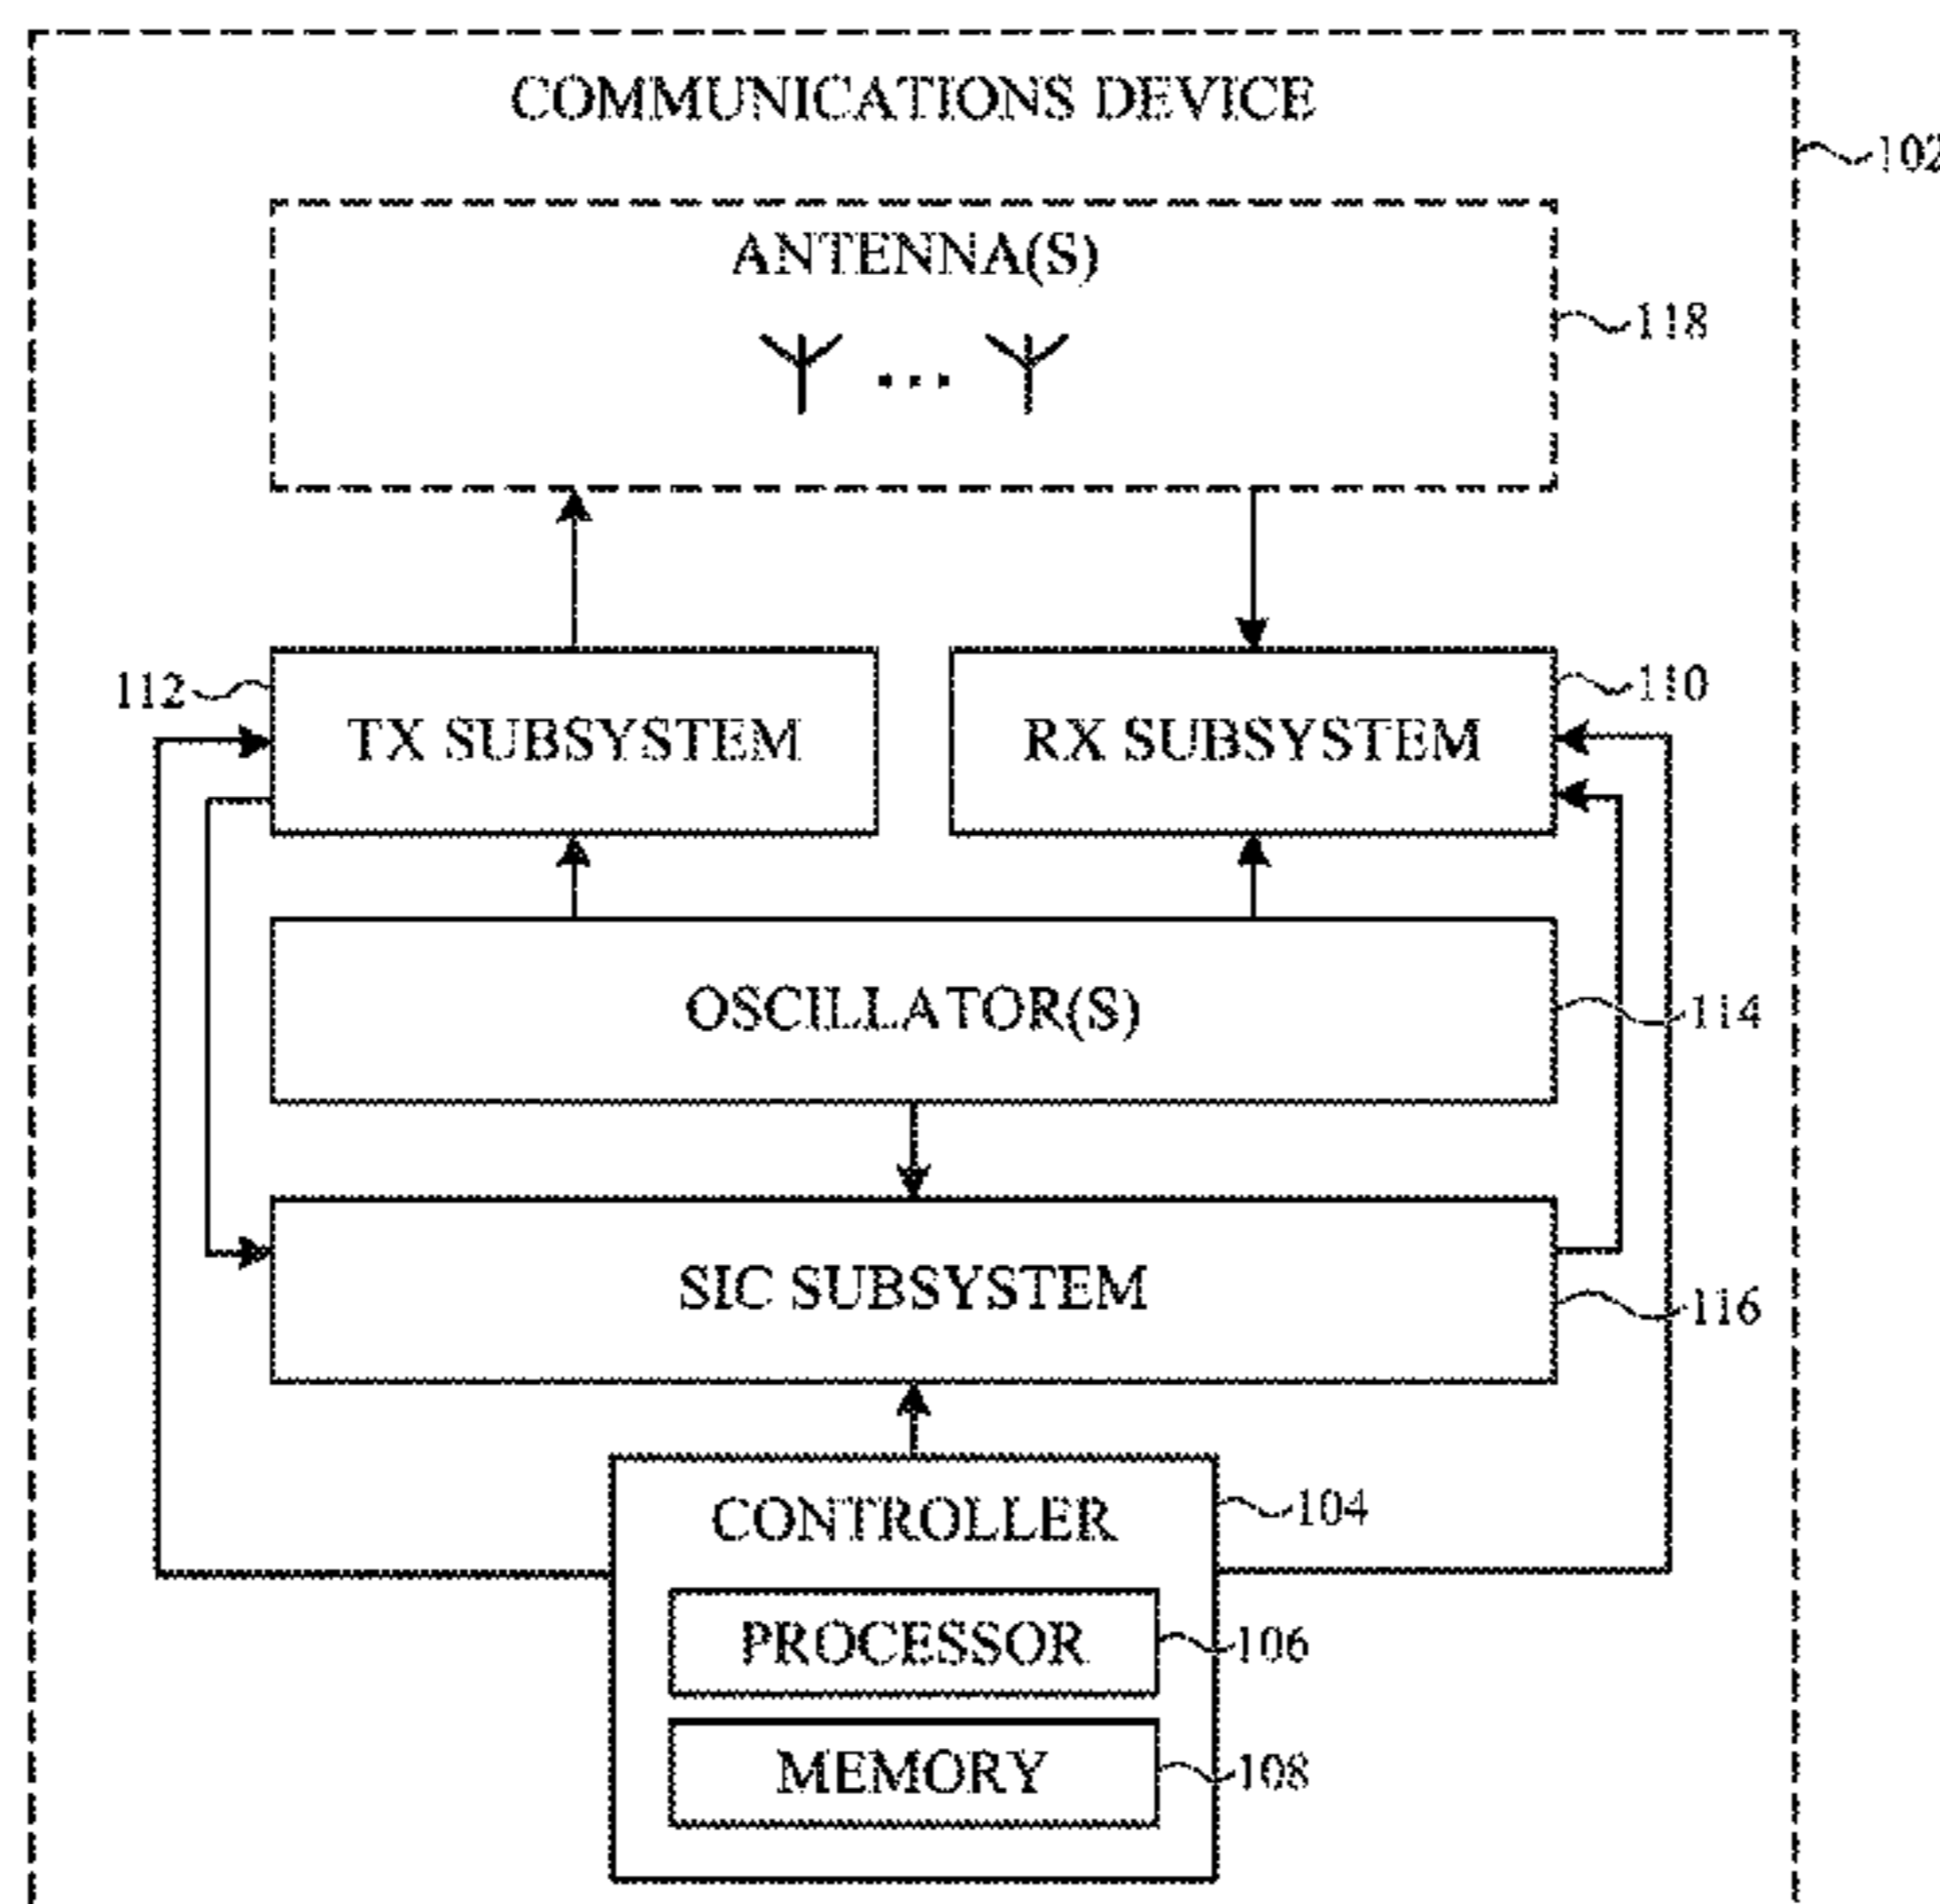 COMMUNICATIONS DEVICE
102
ANTENNA(S)
118
112
TX SUBSYSTEM
RX SUBSYSTEM
110
OSCILLATOR(S)
114
SIC SUBSYSTEM
116
CONTROLLER
104
PROCESSOR
106
MEMORY
108